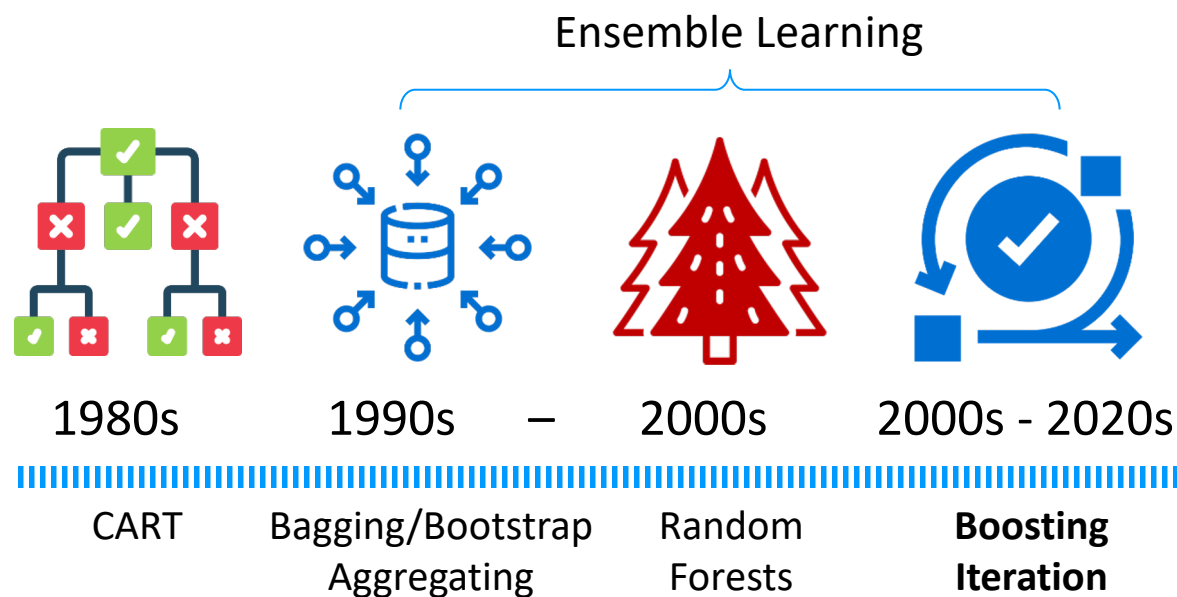 Ensemble Learning
1980s
1990s – 2000s
2000s - 2020s
CART
Bagging/Bootstrap
Aggregating
Random
Forests
Boosting
Iteration